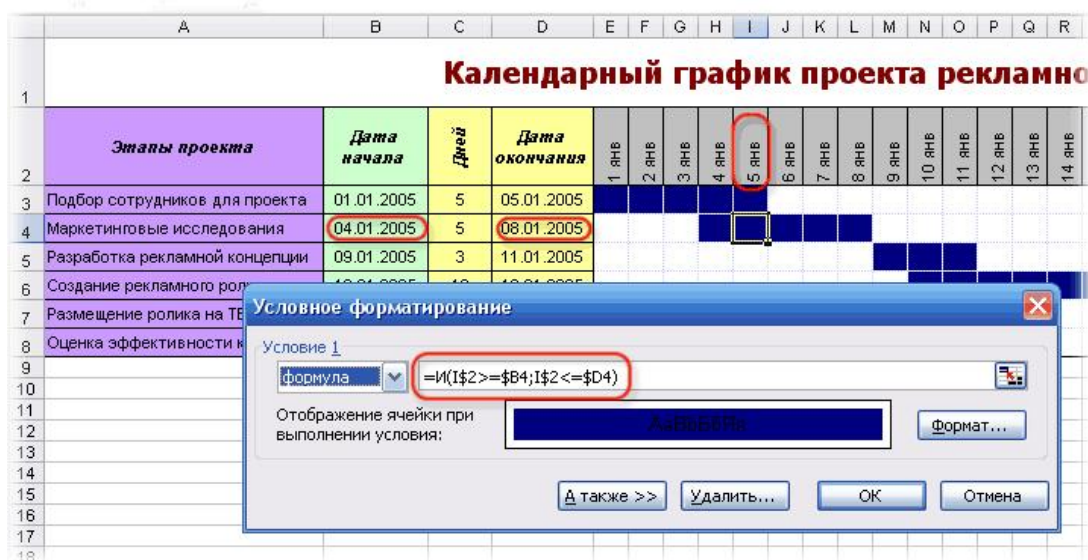 A B C D E F G H I J K L M N O P Q R
1 Календарный график проекта рекламно
2 Этапы проекта Дата начала Дней Дата окончания 1 янв 2 янв 3 янв 4 янв 5 янв 6 янв 7 янв 8 янв 9 янв 10 янв 11 янв 12 янв 13 янв 14 янв
3 Подбор сотрудников для проекта 01.01.2005 5 05.01.2005
4 Маркетинговые исследования 04.01.2005 5 08.01.2005
5 Разработка рекламной концепции 09.01.2005 3 11.01.2005
6 Создание рекламного рол
7 Размещение ролика на ТВ
8 Оценка эффективности к
9
10
11
12
13
14
15
16
17
18
Условное форматирование
Условие 1
формула =И(I$2>=$B4;I$2<=$D4)
Отображение ячейки при
выполнении условия:
Формат...
А также >> Удалить... ОК Отмена